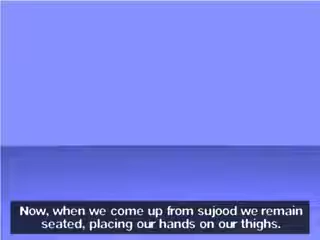 Now, when we come up from sujood we remain
seated, placing our hands on our thighs.